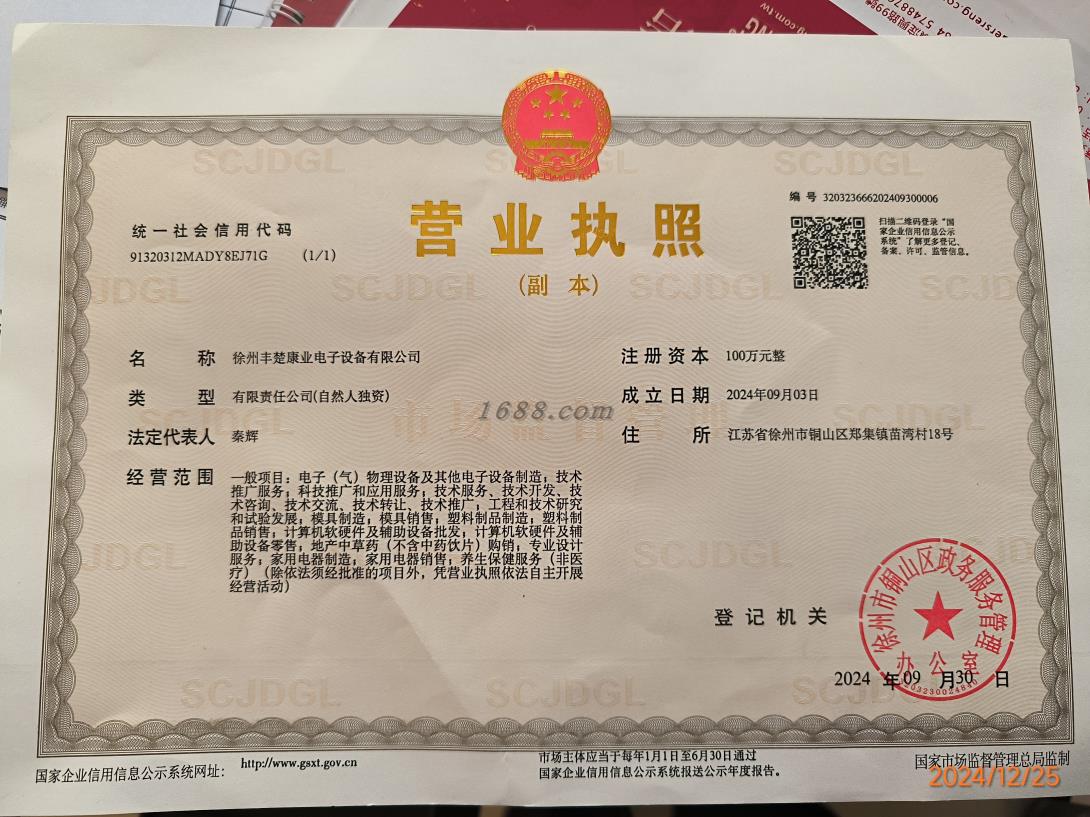 编号 320323666202409300006
统一社会信用代码
91320312MADY8EJ71G (1/1)
营业执照
(副 本)
扫描二维码登录“国
家企业信用信息公示
系统”了解更多登记、
备案、许可、监管信息。
名称 徐州丰楚康业电子设备有限公司
类型 有限责任公司(自然人独资)
法定代表人 秦辉
经营范围 一般项目：电子（气）物理设备及其他电子设备制造；技术
推广服务；科技推广和应用服务；技术服务、技术开发、技
术咨询、技术交流、技术转让、技术推广；工程和技术研究
和试验发展；模具制造；模具销售；塑料制品制造；塑料制
品销售；计算机软硬件及辅助设备批发；计算机软硬件及辅
助设备零售；地产中草药（不含中药饮片）购销；专业设计
服务；家用电器制造；家用电器销售；养生保健服务（非医
疗）（除依法须经批准的项目外，凭营业执照依法自主开展
经营活动）
注册资本 100万元整
成立日期 2024年09月03日
住所 江苏省徐州市铜山区郑集镇苗湾村18号
1688.com
登记机关
徐州市铜山区政务服务管理
办公室
2024 年 09 月 30 日
国家企业信用信息公示系统网址： http://www.gsxt.gov.cn
市场主体应当于每年1月1日至6月30日通过
国家企业信用信息公示系统报送公示年度报告。
国家市场监督管理总局监制
2024/12/25
SCJDGL